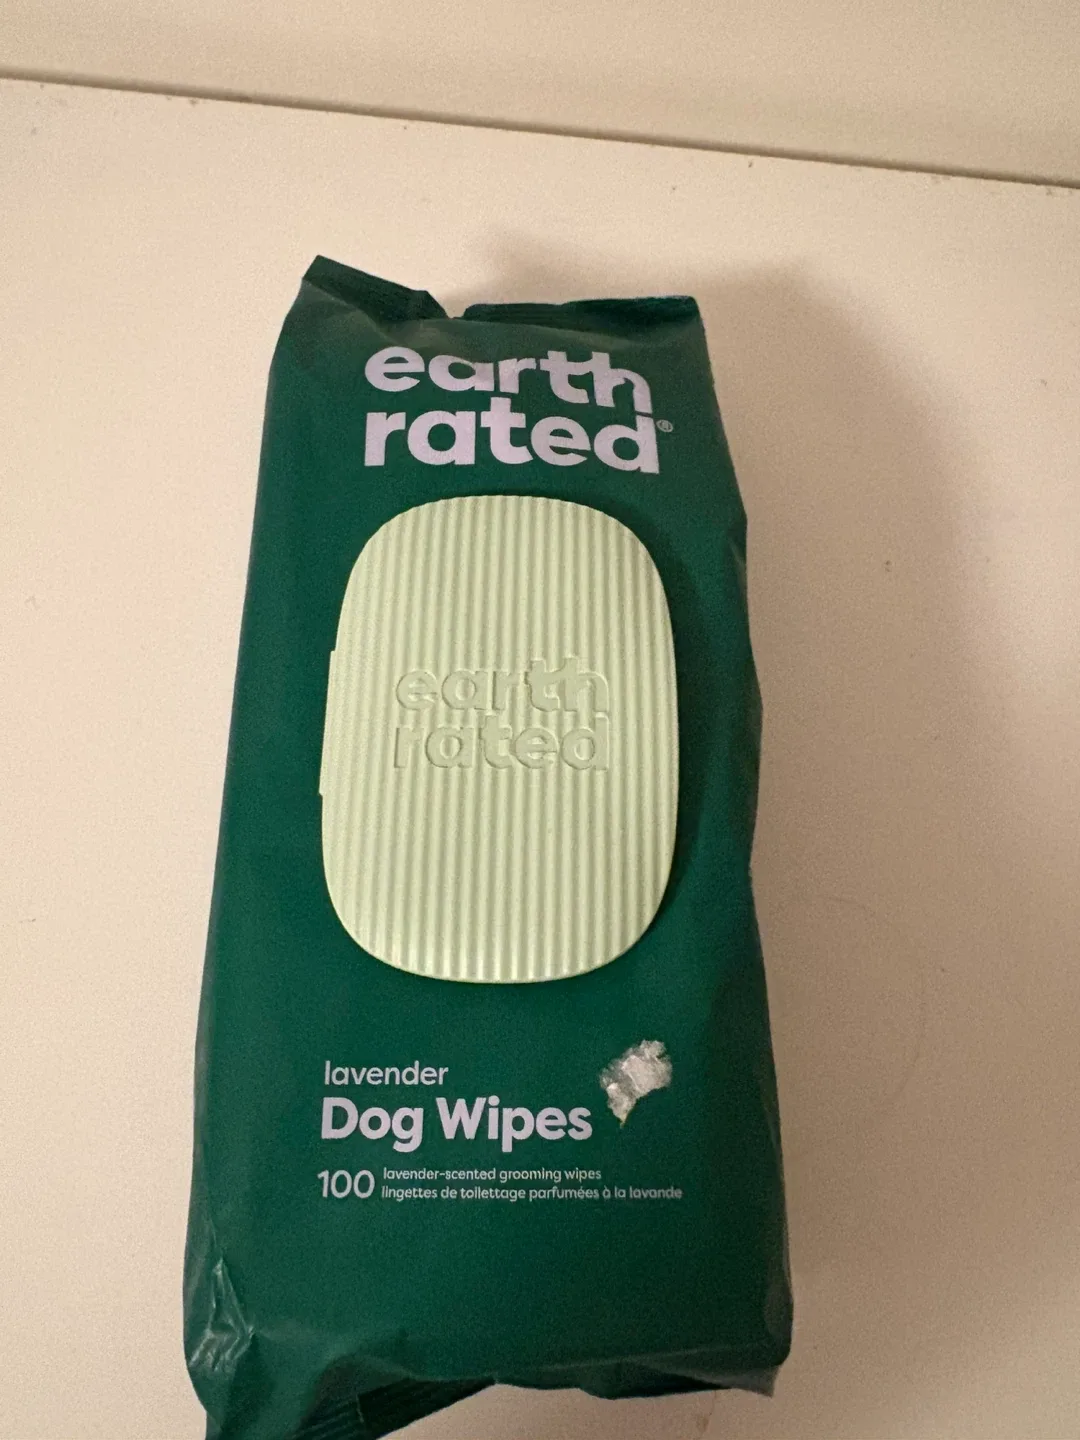 earth
rated®
earth
rated
lavender
Dog Wipes
100 lavender-scented grooming wipes
lingettes de toilettage parfumées à la lavande